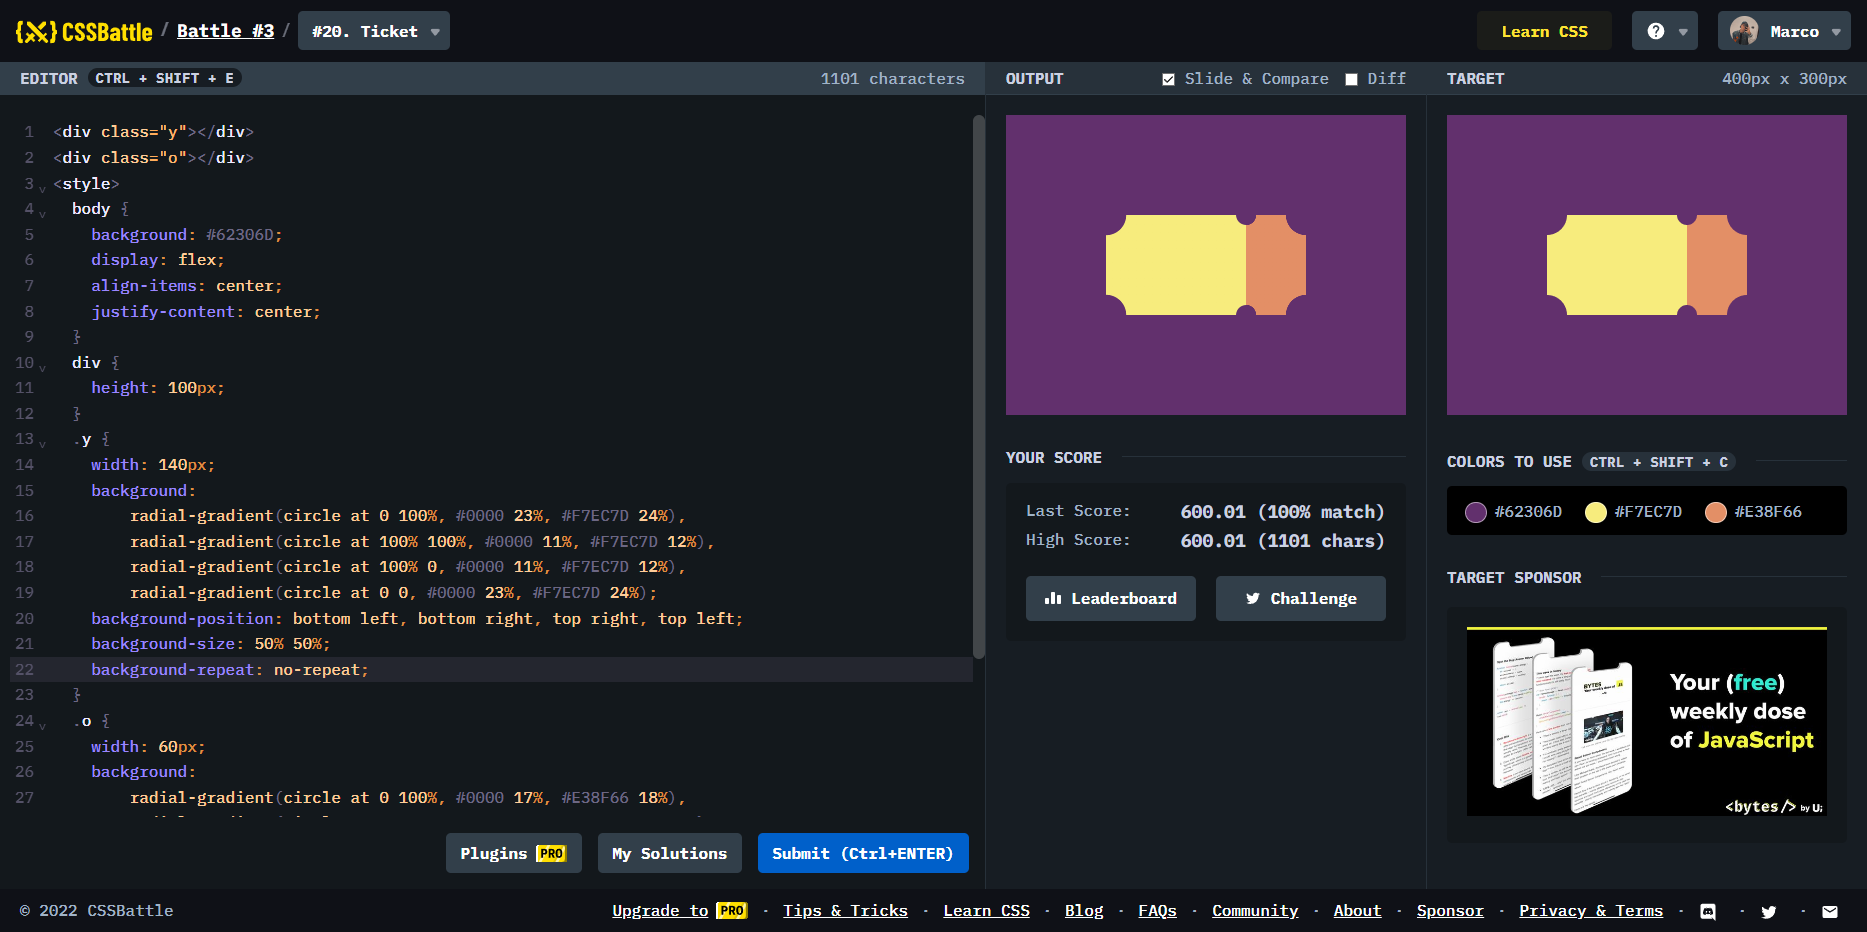 {X} CSSBattle / Battle #3 / #20. Ticket
Learn CSS
?
Marco
EDITOR CTRL + SHIFT + E 1101 characters
1 <div class="y"></div>
2 <div class="o"></div>
3 <style>
4 body {
5 background: #62306D;
6 display: flex;
7 align-items: center;
8 justify-content: center;
9 }
10 div {
11 height: 100px;
12 }
13 .y {
14 width: 140px;
15 background:
16 radial-gradient(circle at 0 100%, #0000 23%, #F7EC7D 24%),
17 radial-gradient(circle at 100% 100%, #0000 11%, #F7EC7D 12%),
18 radial-gradient(circle at 100% 0, #0000 11%, #F7EC7D 12%),
19 radial-gradient(circle at 0 0, #0000 23%, #F7EC7D 24%);
20 background-position: bottom left, bottom right, top right, top left;
21 background-size: 50% 50%;
22 background-repeat: no-repeat;
23 }
24 .o {
25 width: 60px;
26 background:
27 radial-gradient(circle at 0 100%, #0000 17%, #E38F66 18%),
Plugins PRO
My Solutions
Submit (Ctrl+ENTER)
OUTPUT Slide & Compare Diff
YOUR SCORE
Last Score: 600.01 (100% match)
High Score: 600.01 (1101 chars)
Leaderboard
Challenge
TARGET 400px x 300px
COLORS TO USE CTRL + SHIFT + C
#62306D #F7EC7D #E38F66
TARGET SPONSOR
Your (free)
weekly dose
of JavaScript
<bytes/> by Ui
© 2022 CSSBattle
Upgrade to PRO · Tips & Tricks · Learn CSS · Blog · FAQs · Community · About · Sponsor · Privacy & Terms · · ·